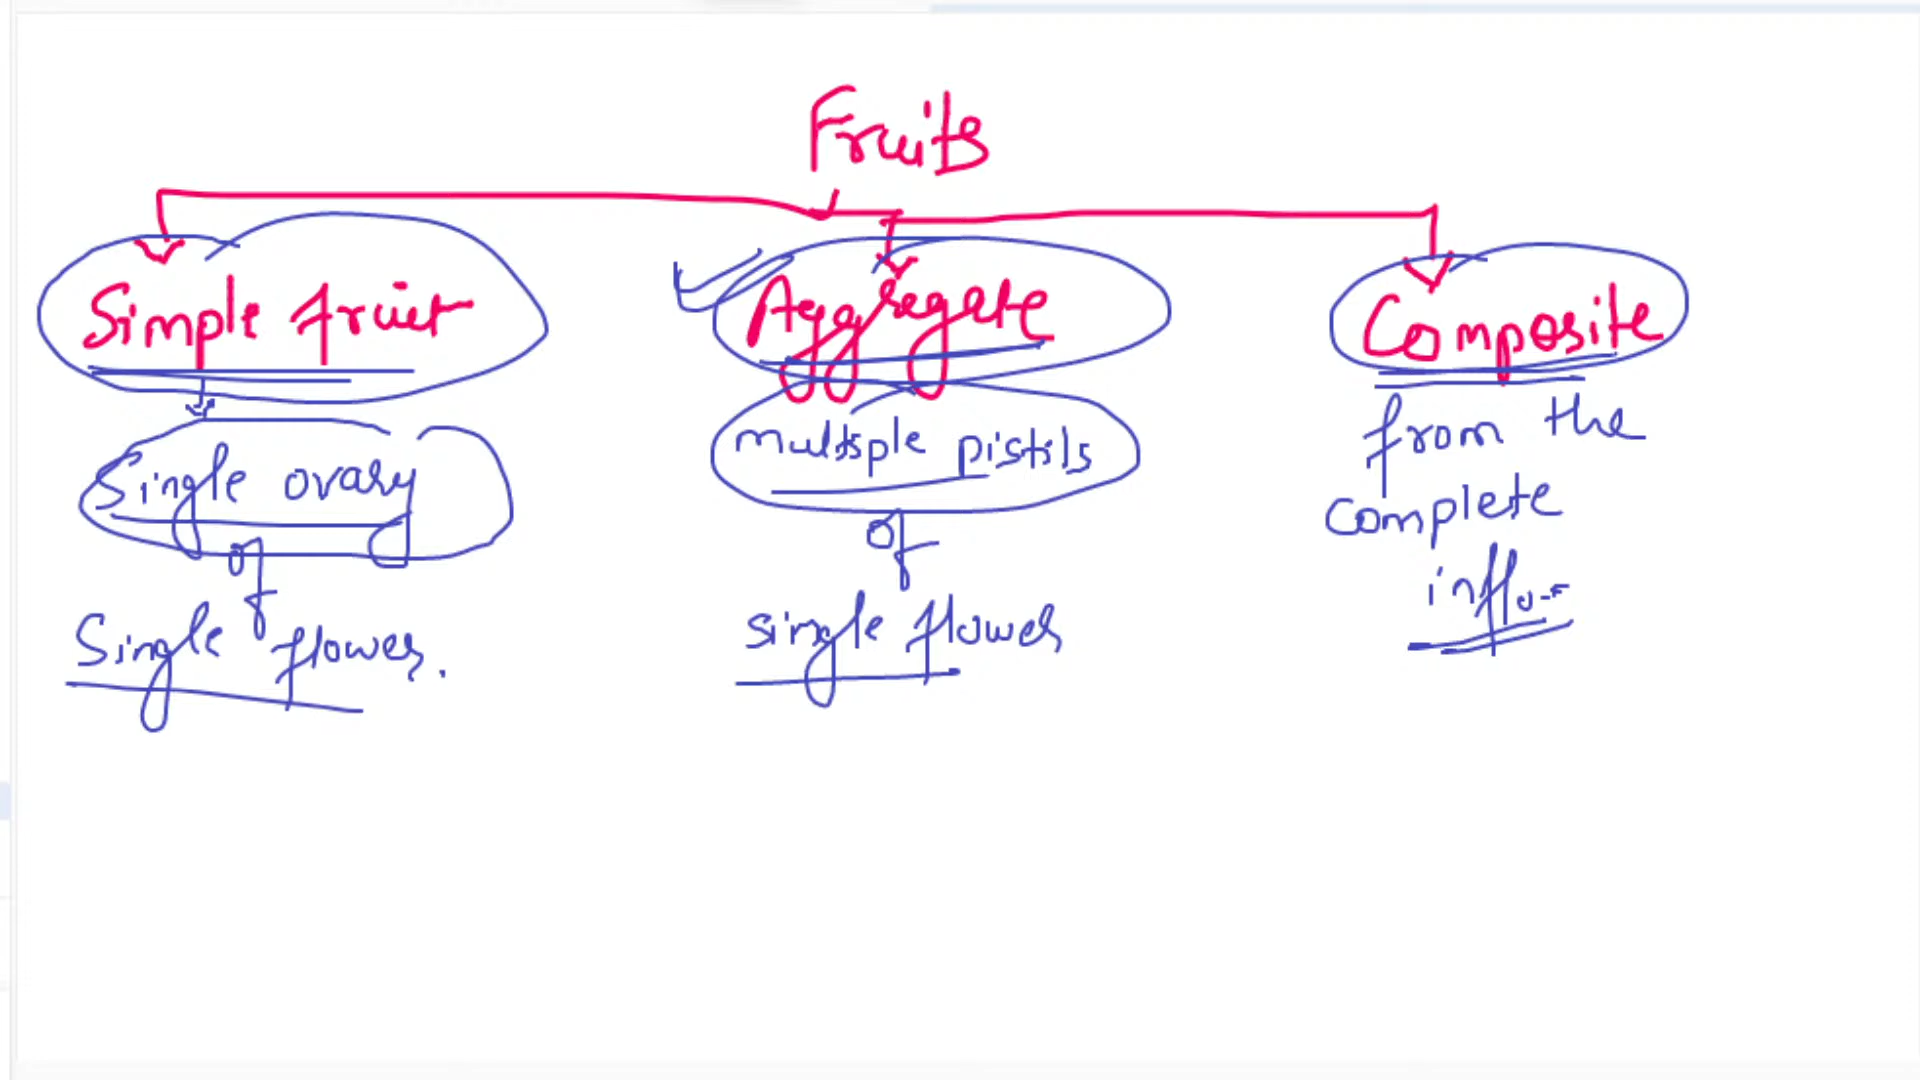 Fruits
Simple fruit
Single ovary
of
Single flower.
Aggregate
multiple pistils
of
single flower
Composite
from the
complete
inflo